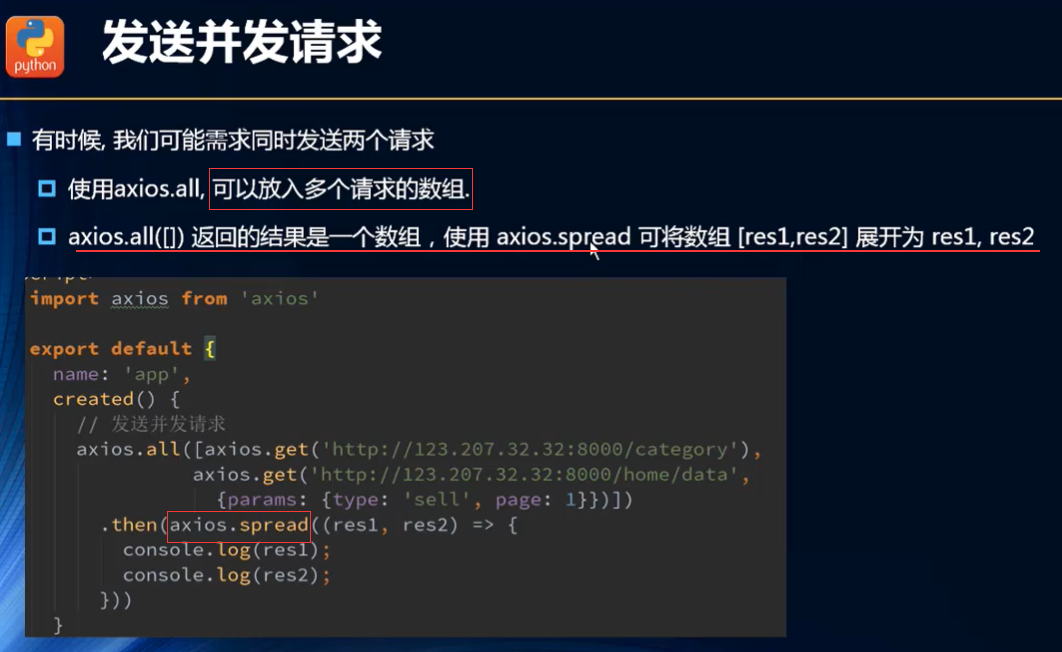 python
发送并发请求
有时候, 我们可能需求同时发送两个请求
使用axios.all, 可以放入多个请求的数组.
axios.all([]) 返回的结果是一个数组，使用 axios.spread 可将数组 [res1,res2] 展开为 res1, res2
import axios from 'axios'
export default {
name: 'app',
created() {
// 发送并发请求
axios.all([axios.get('http://123.207.32.32:8000/category'),
axios.get('http://123.207.32.32:8000/home/data',
{params: {type: 'sell', page: 1}})])
.then(axios.spread((res1, res2) => {
console.log(res1);
console.log(res2);
}))
}